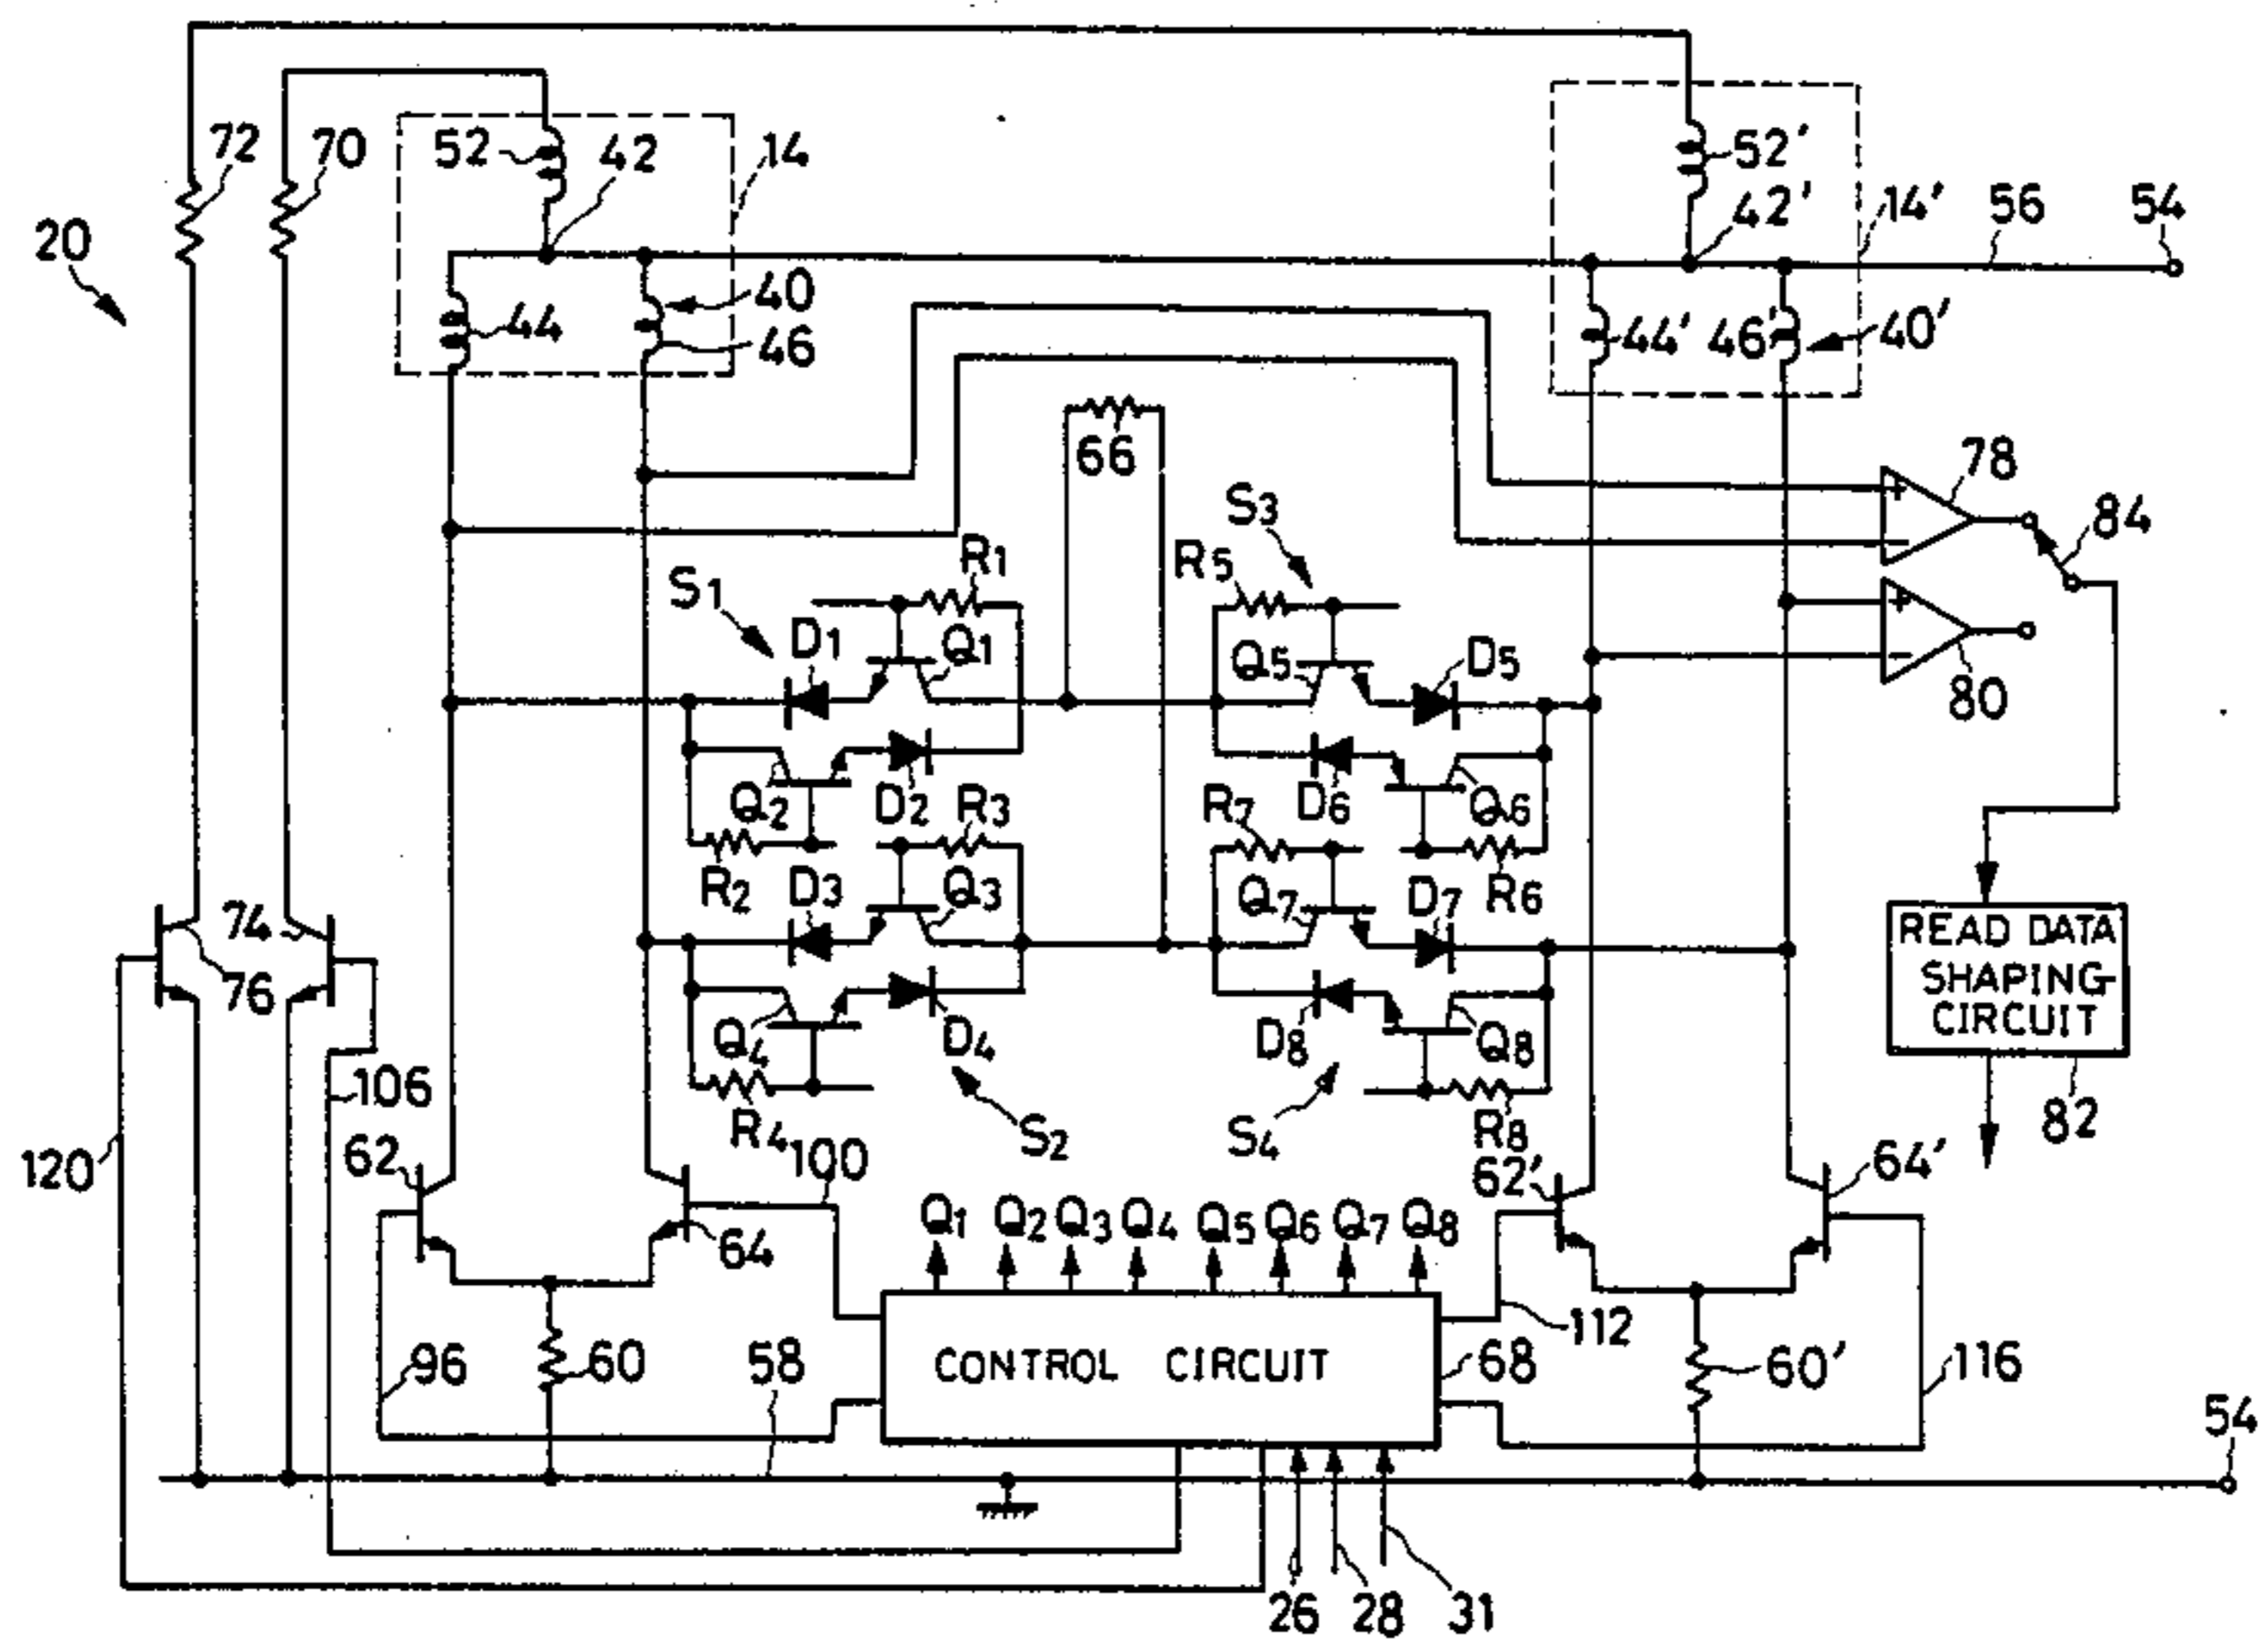 72
70
52
42
14
52'
42'
14'
56
54
20
44
40
46
44'
46'
40'
66
78
84
S3
R1
R5
S1
D1
Q1
Q5
D5
80
Q2
D2
R3
R7
D6
Q6
R2
D3
Q3
Q7
D7
R6
74
76
READ DATA
SHAPING-
CIRCUIT
82
Q4
D4
D8
Q8
106
R4
S2
S4
R8
120
62
100
64
62'
64'
Q1 Q2 Q3 Q4 Q5 Q6 Q7 Q8
96
60
58
CONTROL CIRCUIT
68
112
60'
116
54
26
28
31